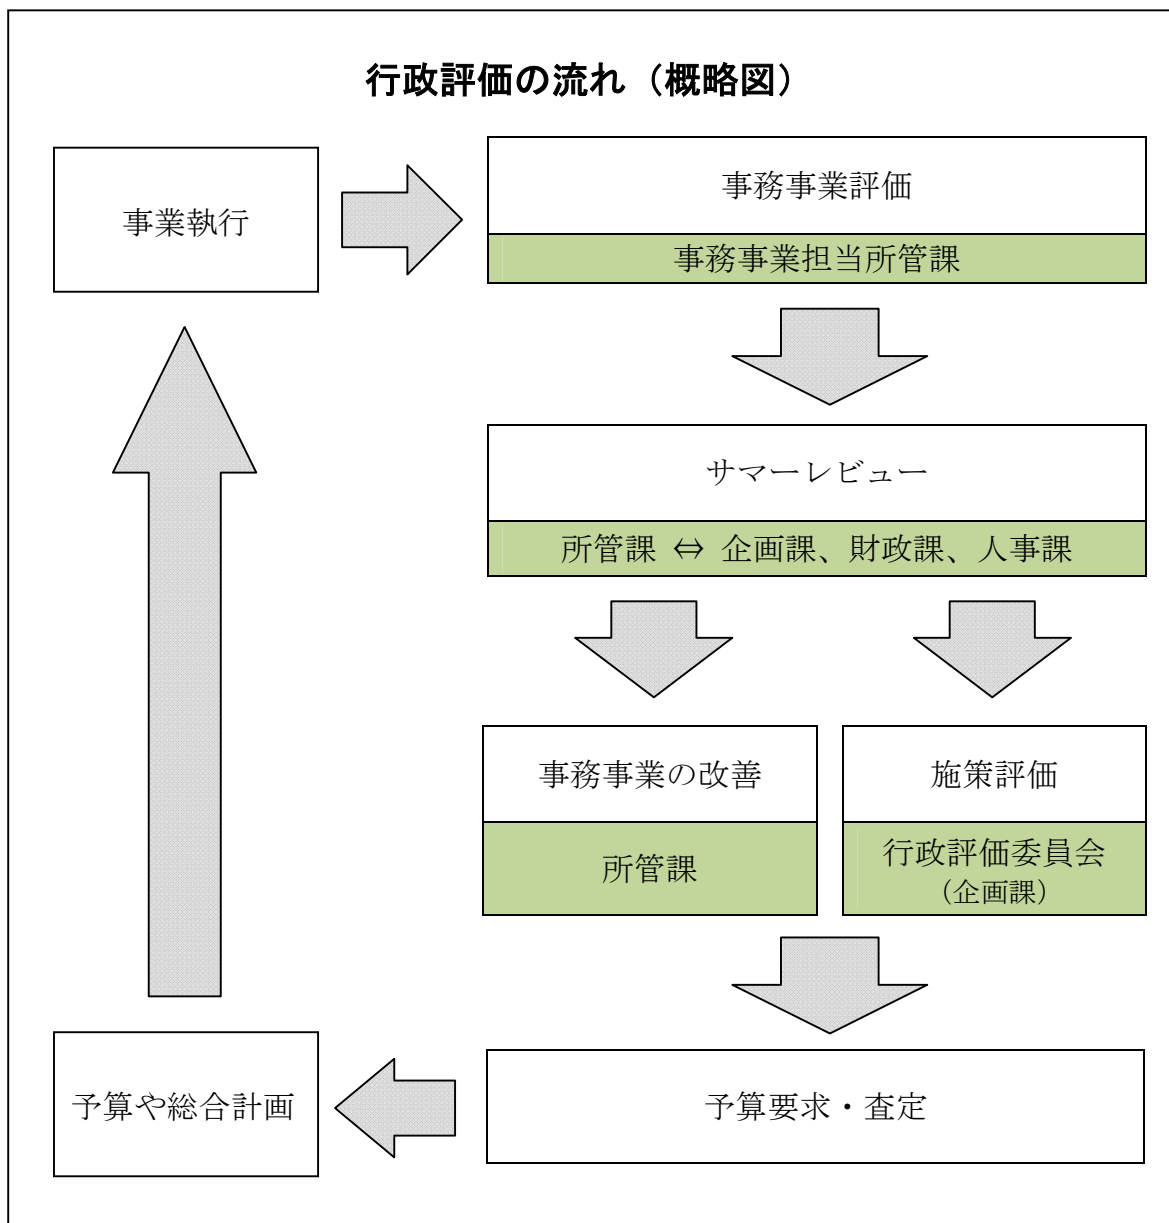 行政評価の流れ（概略図）
事業執行
事務事業評価
事務事業担当所管課
サマーレビュー
所管課 ⇔ 企画課、財政課、人事課
事務事業の改善
所管課
施策評価
行政評価委員会
（企画課）
予算要求・査定
予算や総合計画